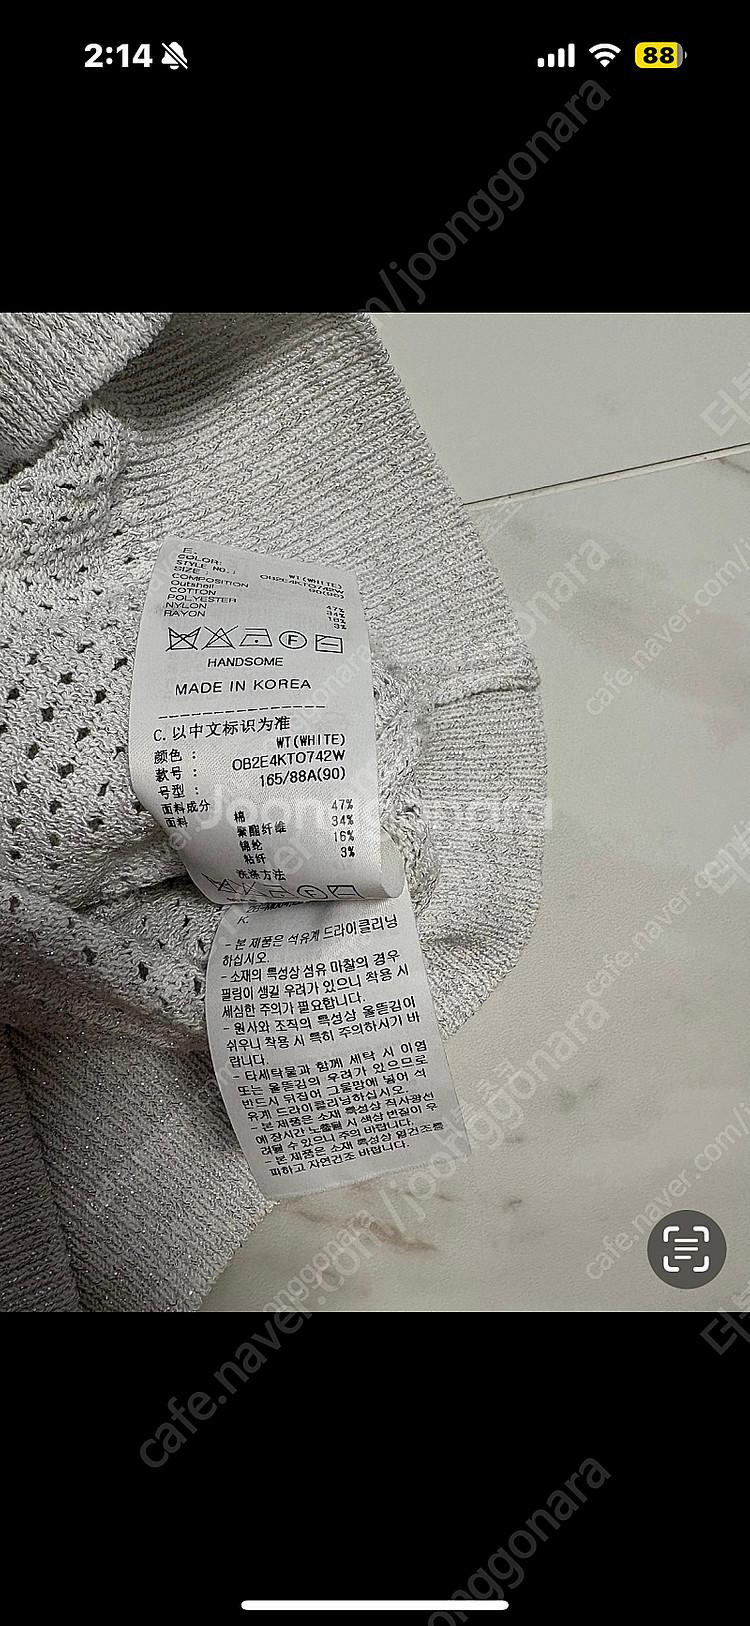 2:14
88
E.
COLOR: WT(WHITE)
STYLE NO.: OB2E4KTO742W
SIZE : 90(90)
COMPOSITION
Outshell
COTTON 47%
POLYESTER 34%
NYLON 16%
RAYON 3%
F
HANDSOME
MADE IN KOREA
C. 以中文标识为准
颜色 : WT(WHITE)
款号 : OB2E4KTO742W
号型 : 165/88A(90)
面料成分
面料 棉 47%
聚酯纤维 34%
锦纶 16%
粘纤 3%
洗涤方法
K.
- 본 제품은 석유계 드라이클리닝
하십시오.
- 소재의 특성상 섬유 마찰의 경우
필링이 생길 우려가 있으니 착용 시
세심한 주의가 필요합니다.
- 원사와 조직의 특성상 올뜯김이
쉬우니 착용 시 특히 주의하시기 바
랍니다.
- 타세탁물과 함께 세탁 시 이염
또는 올뜯김의 우려가 있으므로
반드시 뒤집어 그물망에 넣어 석
유계 드라이클리닝하십시오.
- 본 제품은 소재 특성상 직사광선
에 장시간 노출될 시 색상 변질이 우
려될 수 있으니 주의 바랍니다.
- 본 제품은 소재 특성상 열건조를
피하고 자연건조 바랍니다.
Joonggonara
cafe.naver.com/joonggonara